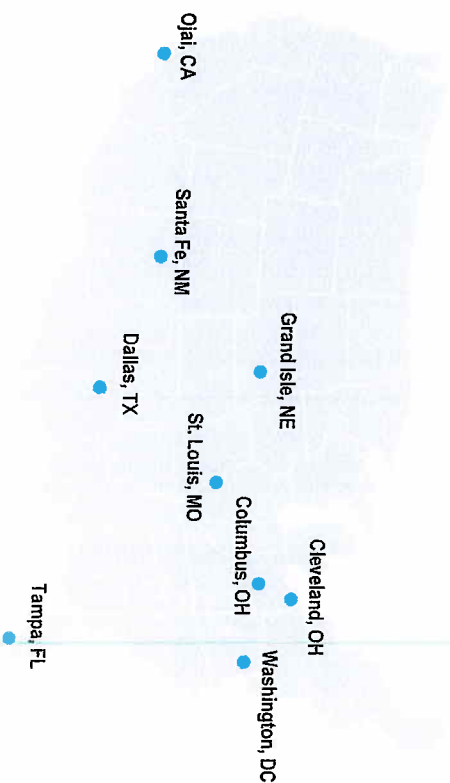 Ojai, CA
Santa Fe, NM
Grand Isle, NE
Dallas, TX
St. Louis, MO
Columbus, OH
Cleveland, OH
Washington, DC
Tampa, FL